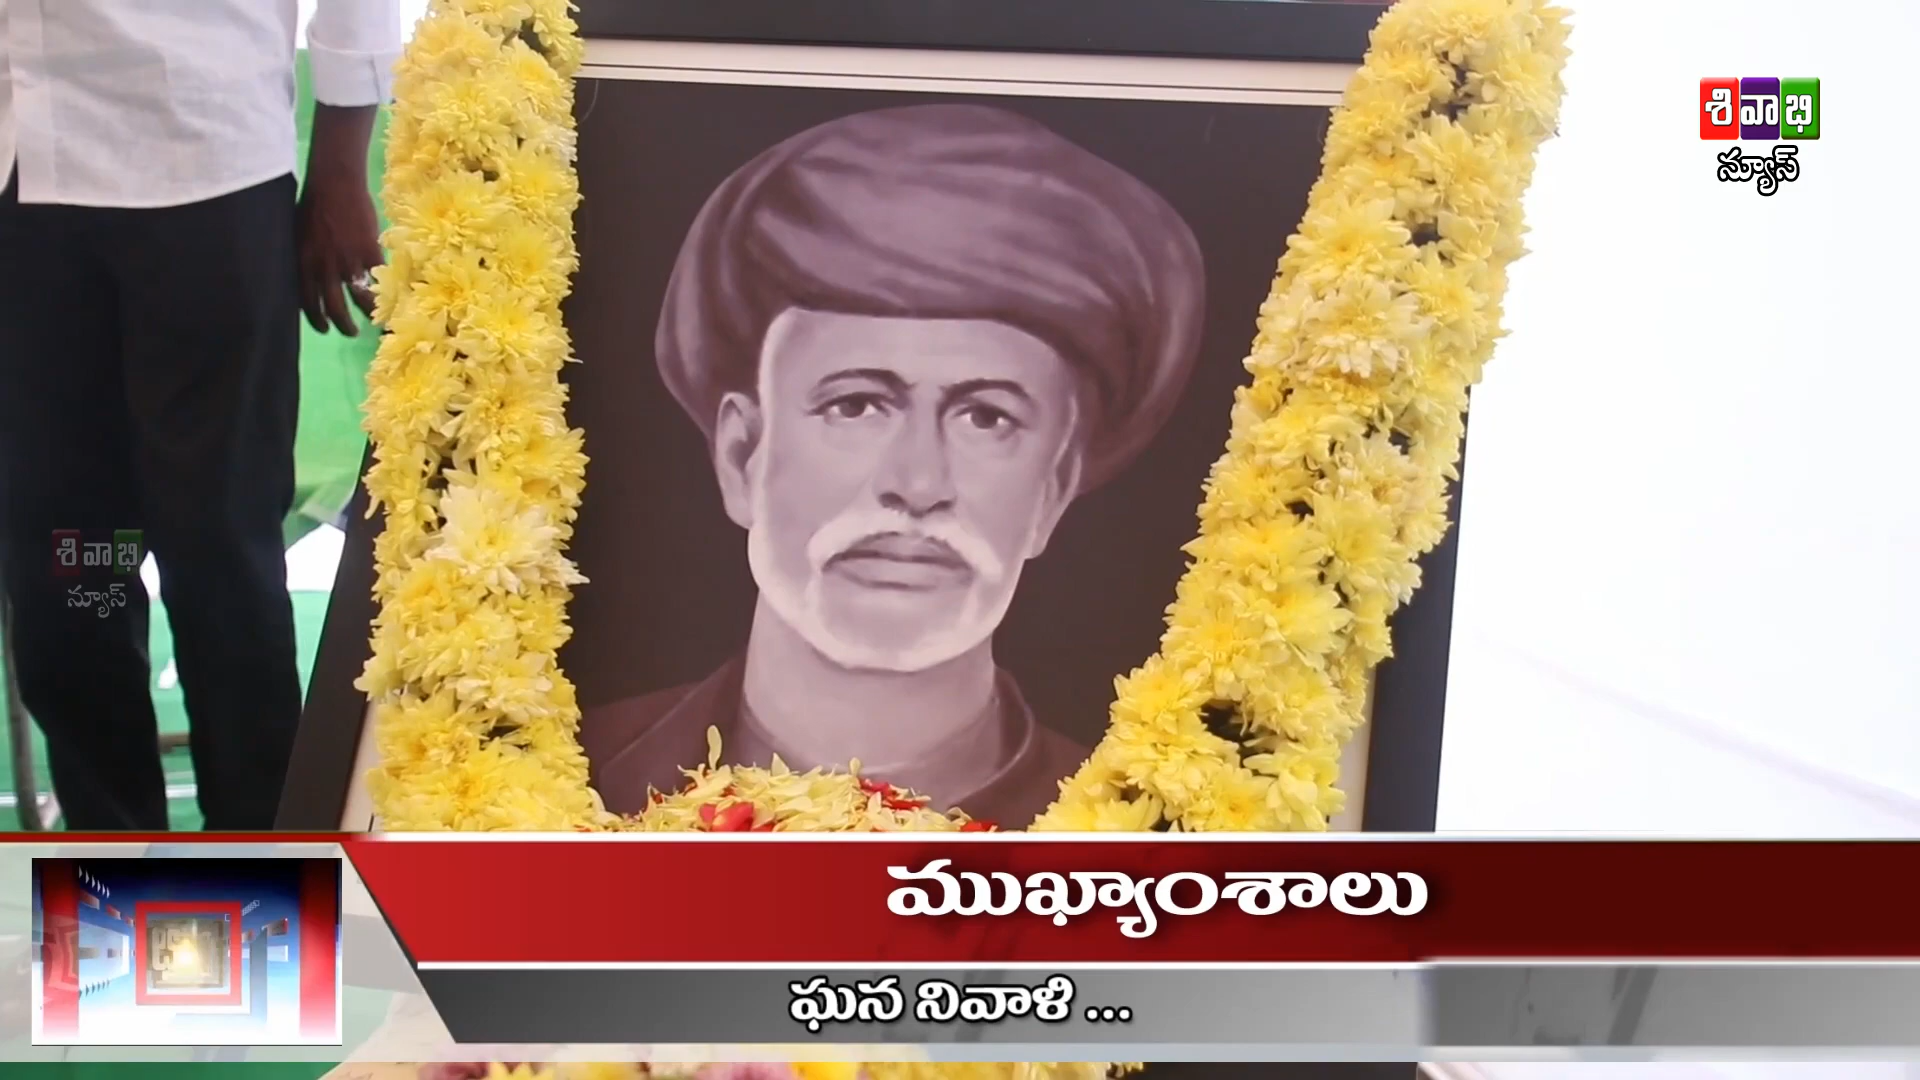 శివాభి
న్యూస్
శివాభి
న్యూస్
ముఖ్యాంశాలు
ఘన నివాళి ...